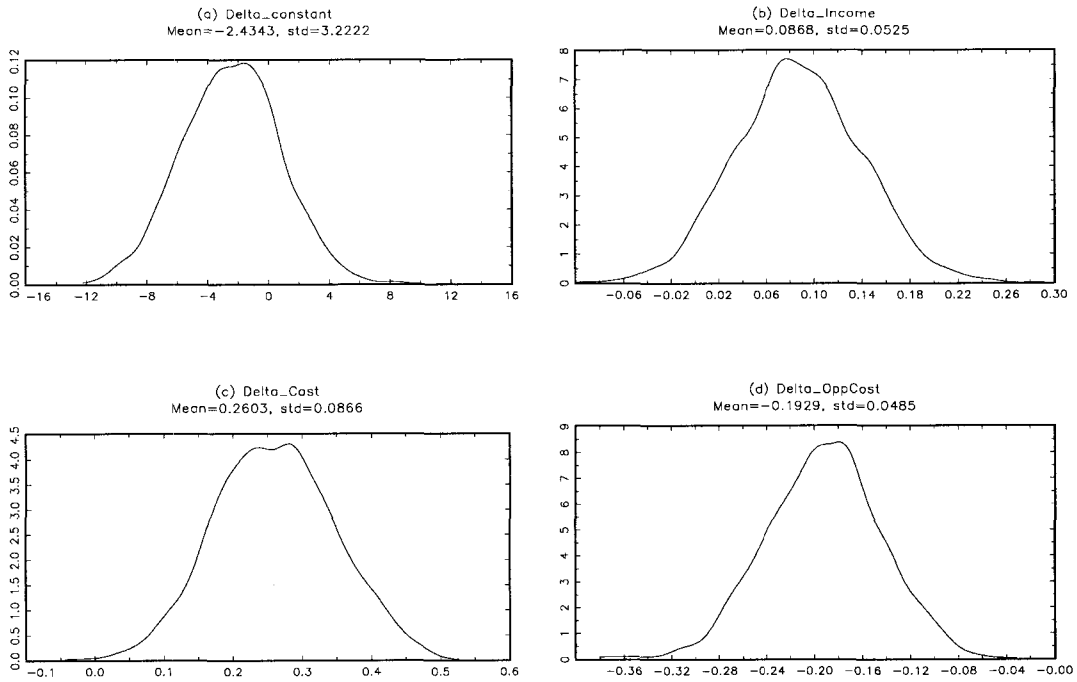 (a) Delta_constant
Mean=-2.4343, std=3.2222
0.00 0.02 0.04 0.06 0.08 0.10 0.12
-16 -12 -8 -4 0 4 8 12 16
(b) Delta_Income
Mean=0.0868, std=0.0525
0 1 2 3 4 5 6 7 8
-0.06 -0.02 0.02 0.06 0.10 0.14 0.18 0.22 0.26 0.30
(c) Delta_Cost
Mean=0.2603, std=0.0866
0.0 0.5 1.0 1.5 2.0 2.5 3.0 3.5 4.0 4.5
-0.1 0.0 0.1 0.2 0.3 0.4 0.5 0.6
(d) Delta_OppCost
Mean=-0.1929, std=0.0485
0 1 2 3 4 5 6 7 8 9
-0.36 -0.32 -0.28 -0.24 -0.20 -0.16 -0.12 -0.08 -0.04 -0.00